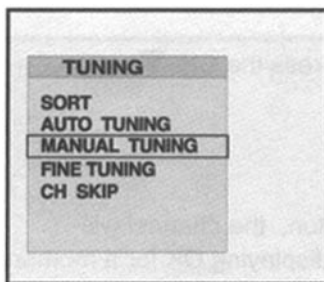 TUNING
SORT
AUTO TUNING
MANUAL TUNING
FINE TUNING
CH SKIP